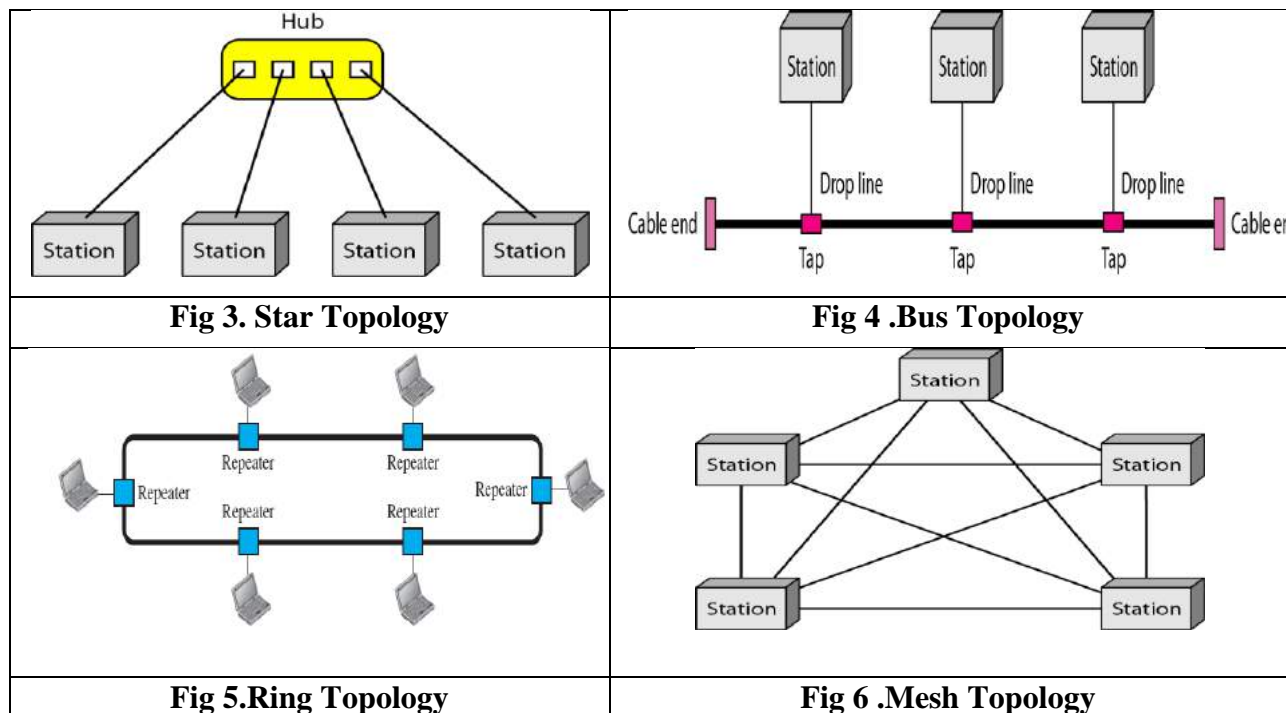 Hub
Station Station Station Station
Fig 3. Star Topology
Station Station Station
Drop line Drop line Drop line
Cable end Cable en
Tap Tap Tap
Fig 4 .Bus Topology
Repeater Repeater
Repeater Repeater
Repeater Repeater
Fig 5.Ring Topology
Station
Station Station
Station Station
Fig 6 .Mesh Topology